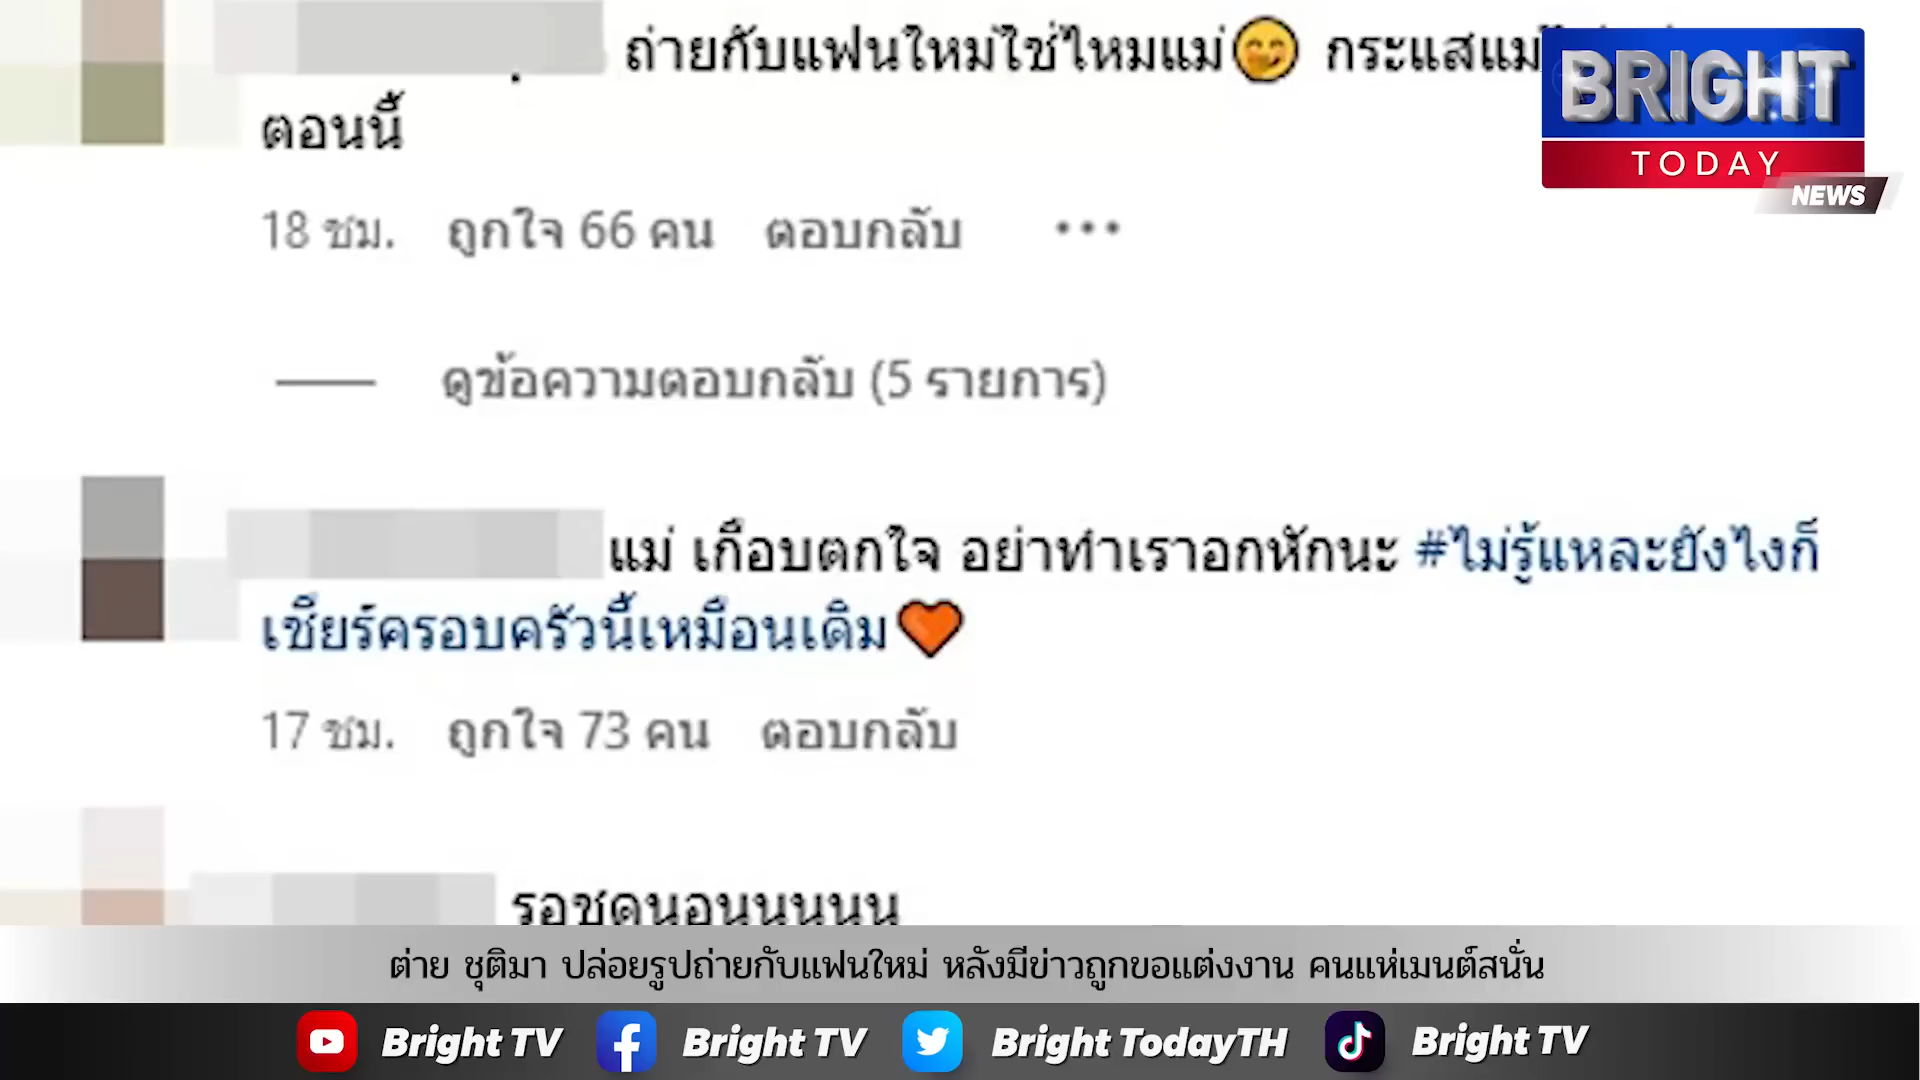 ถ่ายกับแฟนใหม่ใช่ไหมแม่😊 กระแสแม่
ตอนนี้
18 ชม. ถูกใจ 66 คน ตอบกลับ •••
ดูข้อความตอบกลับ (5 รายการ)
แม่ เกือบตกใจ อย่าทำเราอกหักนะ #ไม่รู้แหละยังไงก็
เชียร์ครอบครัวนี้เหมือนเดิม🧡
17 ชม. ถูกใจ 73 คน ตอบกลับ
รอชุดนอนนนนน
BRIGHT
TODAY
NEWS
ต่าย ชุติมา ปล่อยรูปถ่ายกับแฟนใหม่ หลังมีข่าวถูกขอแต่งงาน คนแห่เมนต์สนั่น
Bright TV Bright TV Bright TodayTH Bright TV